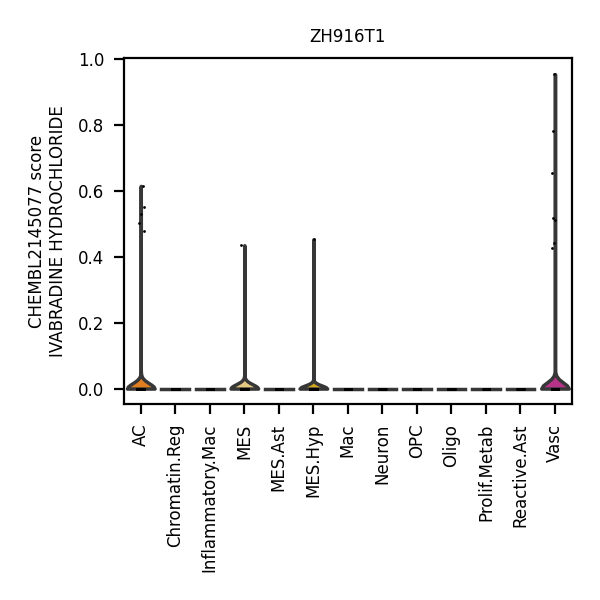 ZH916T1
CHEMBL2145077 score
IVABRADINE HYDROCHLORIDE
1.0
0.8
0.6
0.4
0.2
0.0
AC
Chromatin.Reg
Inflammatory.Mac
MES
MES.Ast
MES.Hyp
Mac
Neuron
OPC
Oligo
Prolif.Metab
Reactive.Ast
Vasc